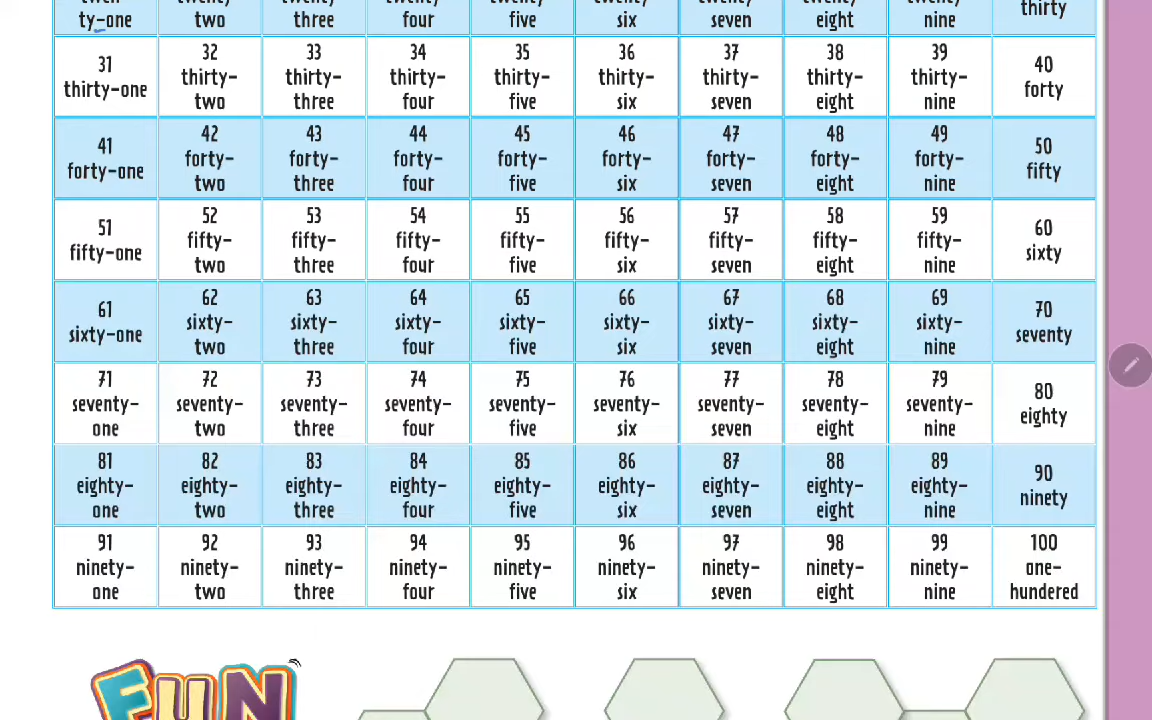 ty-one two three four five six seven eight nine thirty
31 thirty-one
32 thirty-two
33 thirty-three
34 thirty-four
35 thirty-five
36 thirty-six
37 thirty-seven
38 thirty-eight
39 thirty-nine
40 forty
41 forty-one
42 forty-two
43 forty-three
44 forty-four
45 forty-five
46 forty-six
47 forty-seven
48 forty-eight
49 forty-nine
50 fifty
51 fifty-one
52 fifty-two
53 fifty-three
54 fifty-four
55 fifty-five
56 fifty-six
57 fifty-seven
58 fifty-eight
59 fifty-nine
60 sixty
61 sixty-one
62 sixty-two
63 sixty-three
64 sixty-four
65 sixty-five
66 sixty-six
67 sixty-seven
68 sixty-eight
69 sixty-nine
70 seventy
71 seventy-one
72 seventy-two
73 seventy-three
74 seventy-four
75 seventy-five
76 seventy-six
77 seventy-seven
78 seventy-eight
79 seventy-nine
80 eighty
81 eighty-one
82 eighty-two
83 eighty-three
84 eighty-four
85 eighty-five
86 eighty-six
87 eighty-seven
88 eighty-eight
89 eighty-nine
90 ninety
91 ninety-one
92 ninety-two
93 ninety-three
94 ninety-four
95 ninety-five
96 ninety-six
97 ninety-seven
98 ninety-eight
99 ninety-nine
100 one-hundered
FUN